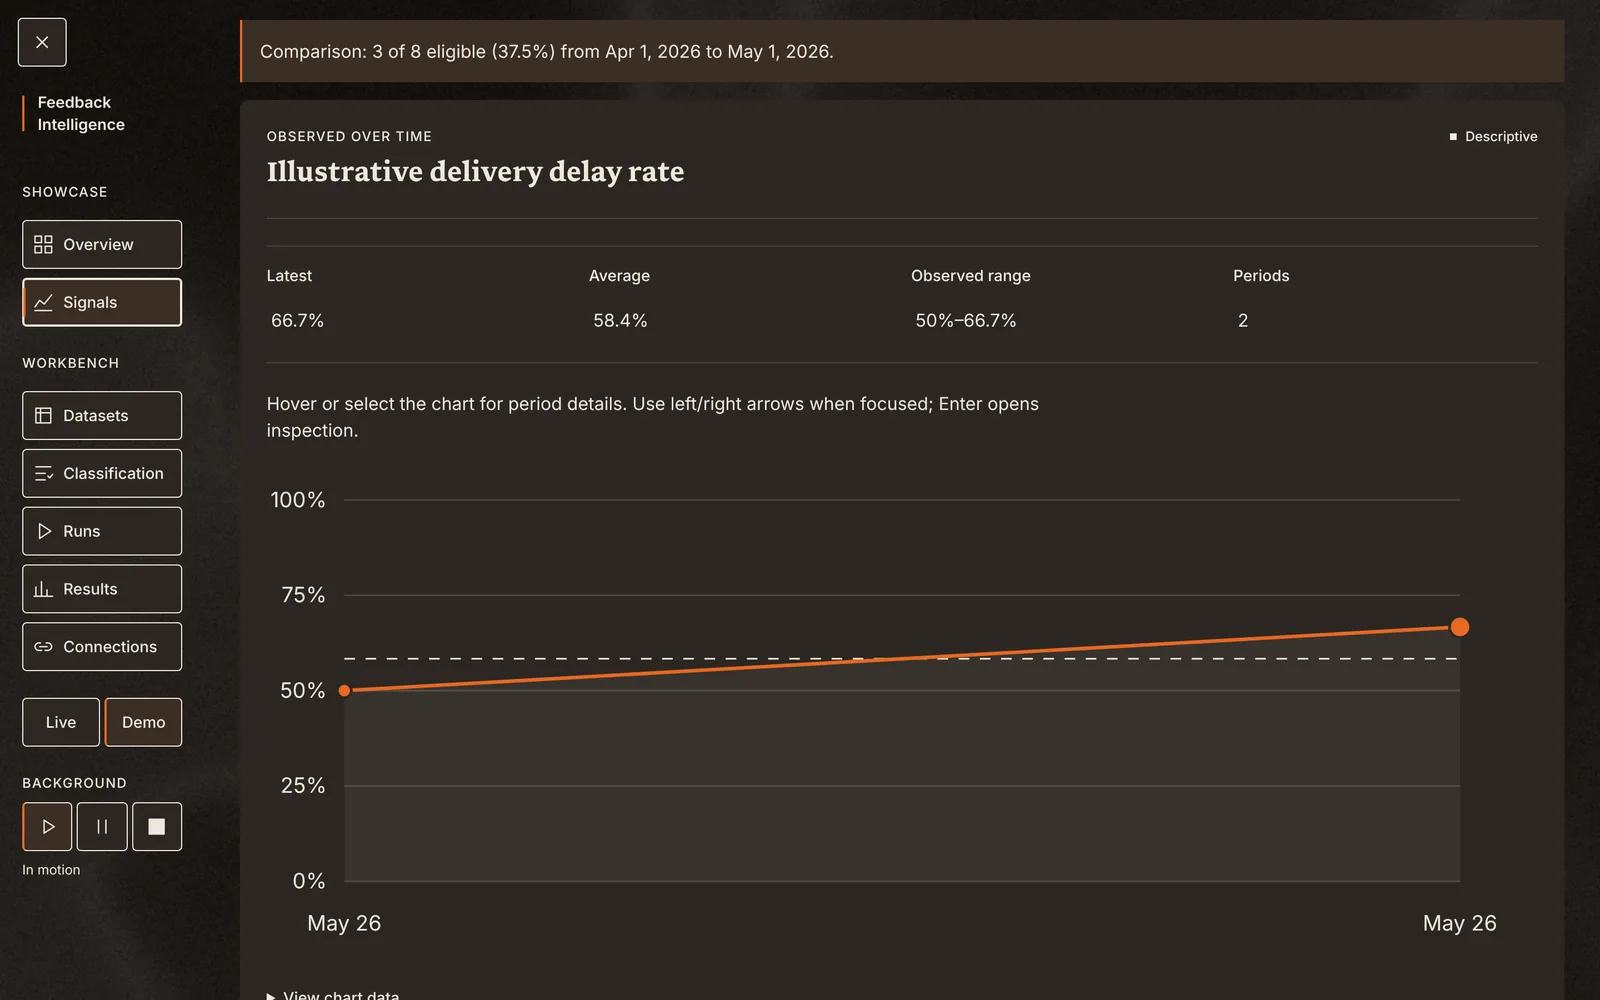 Comparison: 3 of 8 eligible (37.5%) from Apr 1, 2026 to May 1, 2026.
Feedback
Intelligence
SHOWCASE
Overview
Signals
WORKBENCH
Datasets
Classification
Runs
Results
Connections
Live
Demo
BACKGROUND
In motion
OBSERVED OVER TIME
Descriptive
Illustrative delivery delay rate
Latest
Average
Observed range
Periods
66.7%
58.4%
50%–66.7%
2
Hover or select the chart for period details. Use left/right arrows when focused; Enter opens
inspection.
100%
75%
50%
25%
0%
May 26
May 26
View chart data